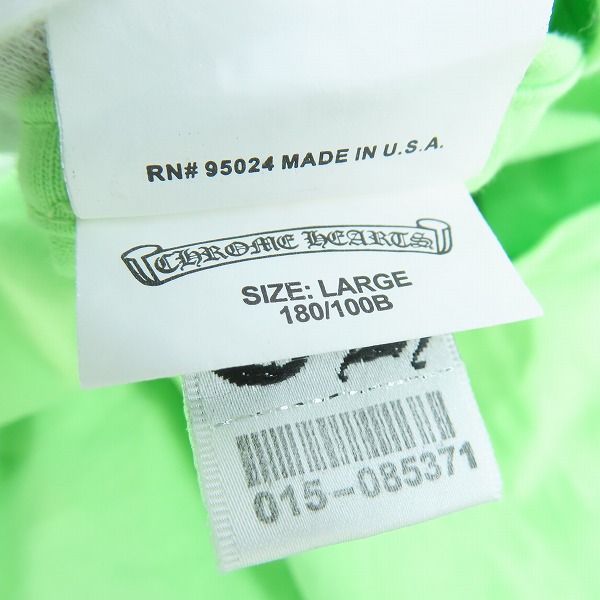 RN# 95024 MADE IN U.S.A.
CHROME HEARTS
SIZE: LARGE
180/100B
015-085371